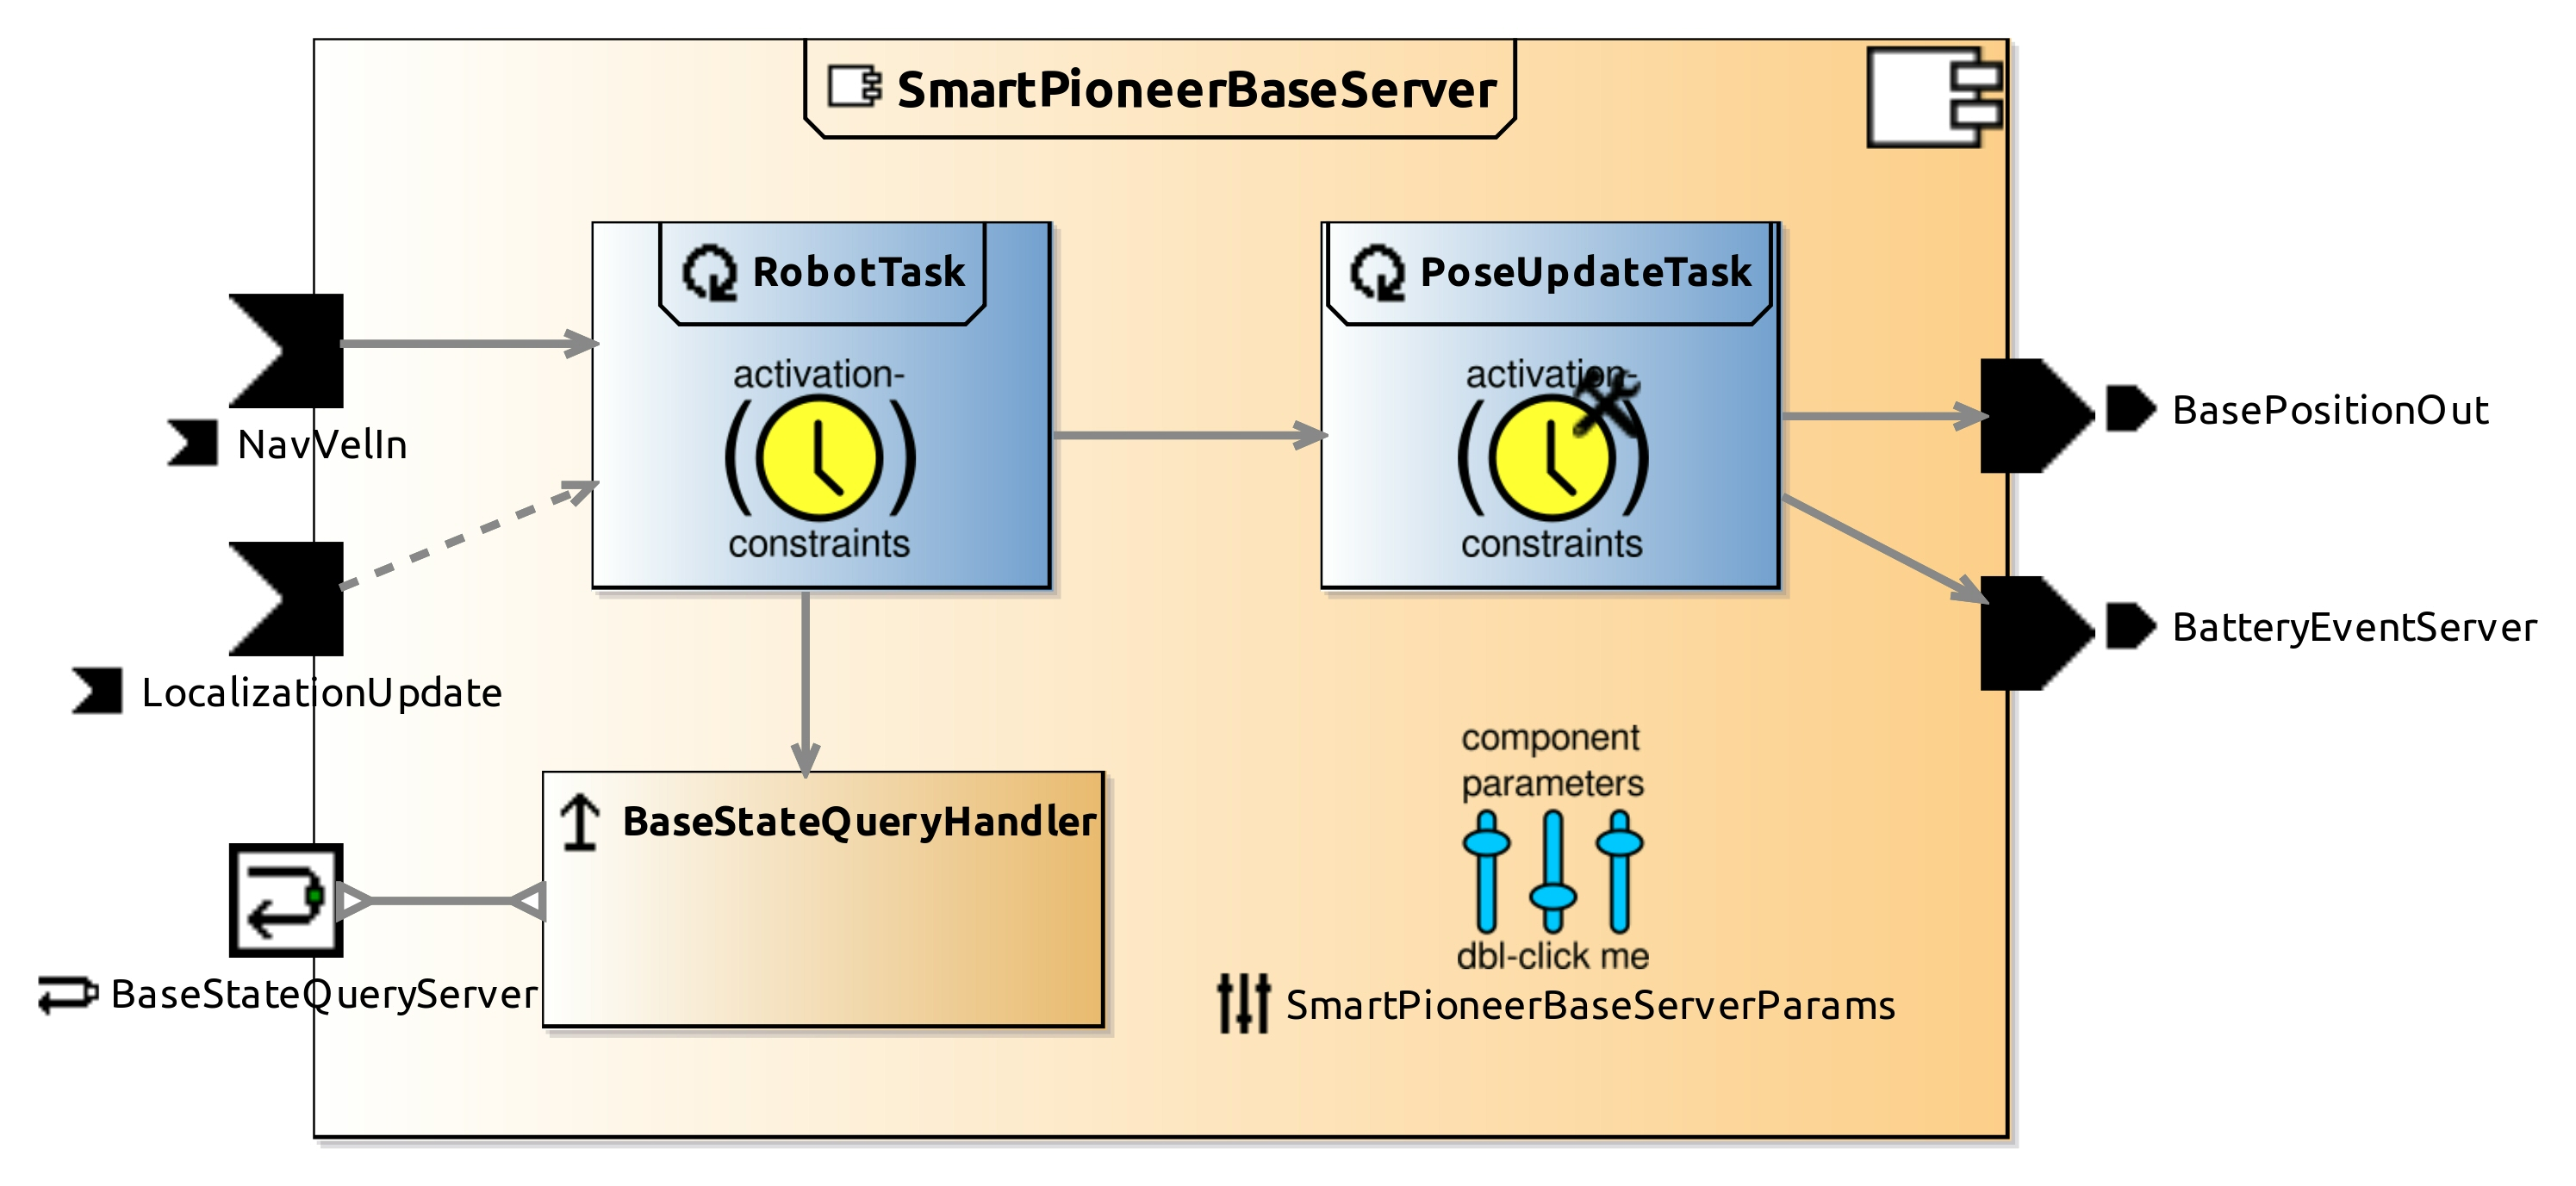 SmartPioneerBaseServer
RobotTask
activation-
constraints
PoseUpdateTask
activation-
constraints
NavVelIn
LocalizationUpdate
BasePositionOut
BatteryEventServer
BaseStateQueryHandler
BaseStateQueryServer
component
parameters
dbl-click me
SmartPioneerBaseServerParams